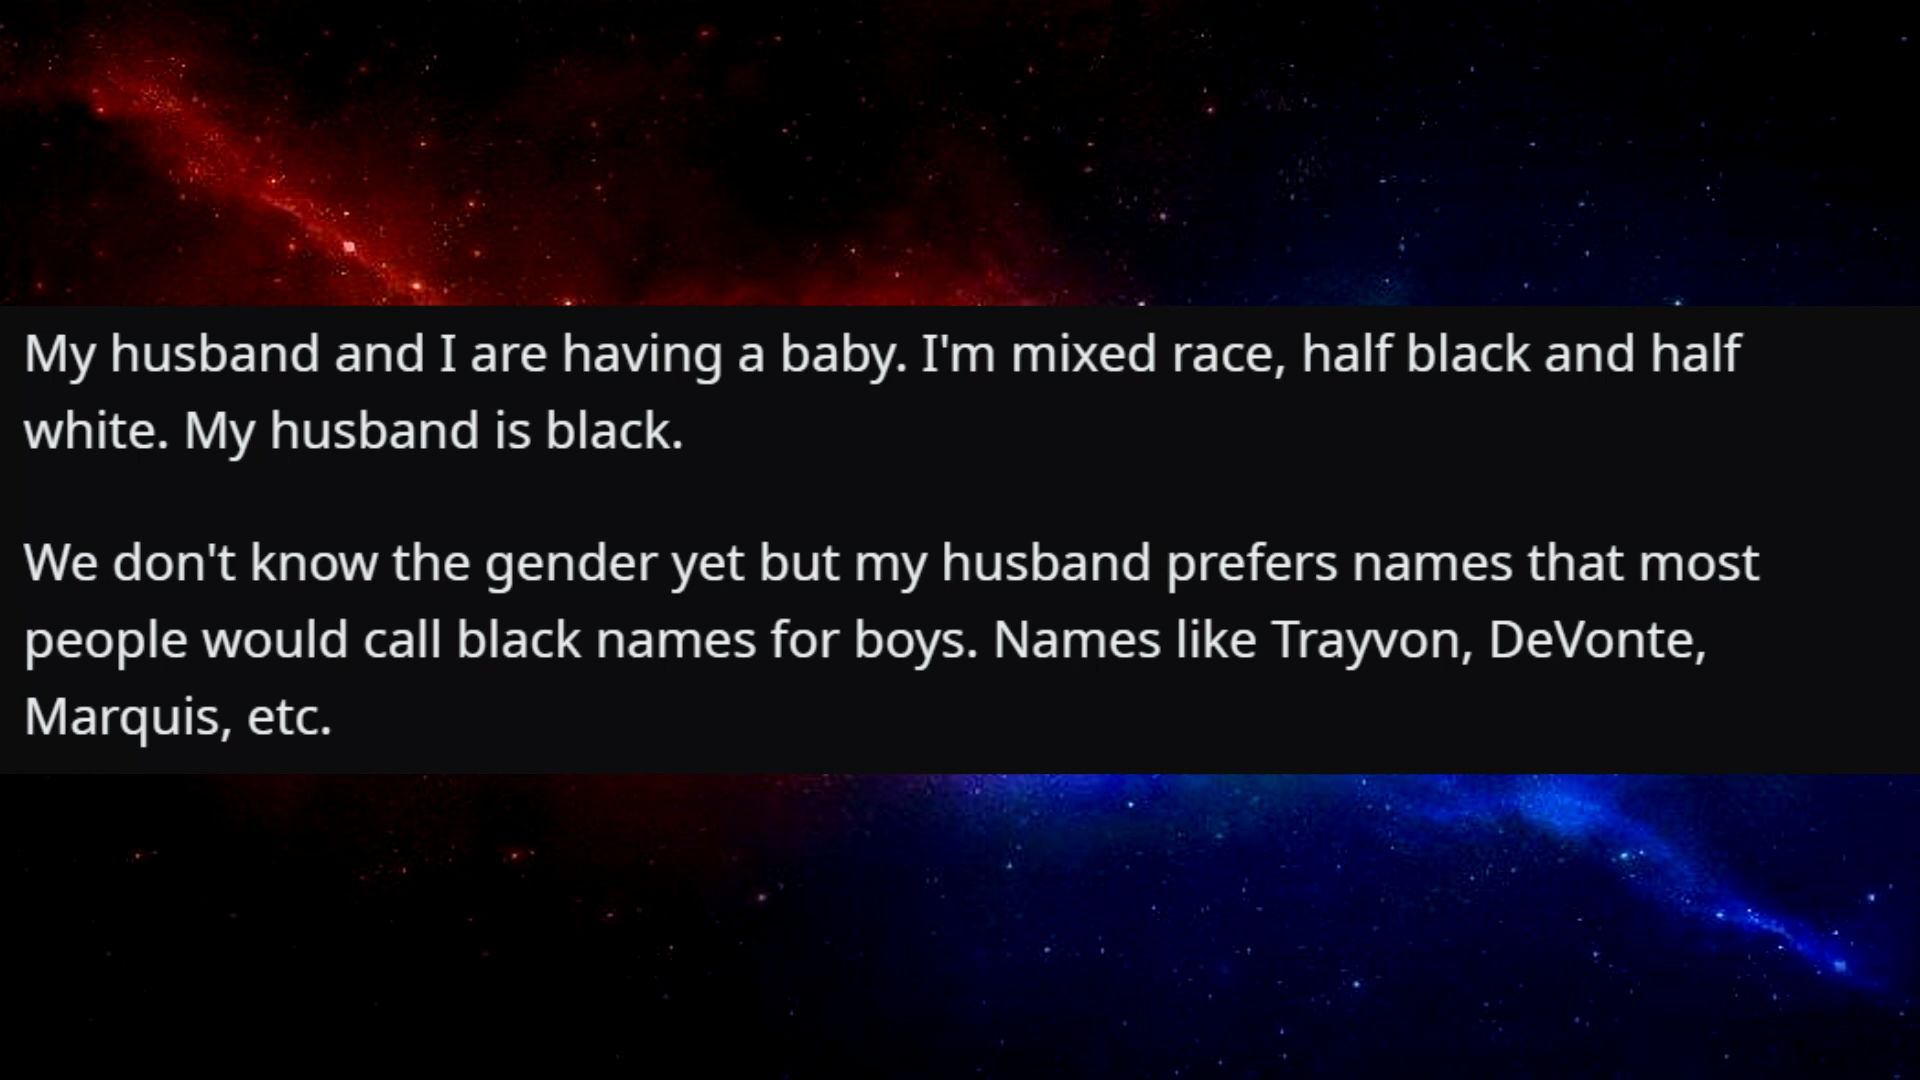 My husband and I are having a baby. I'm mixed race, half black and half
white. My husband is black.
We don't know the gender yet but my husband prefers names that most
people would call black names for boys. Names like Trayvon, DeVonte,
Marquis, etc.